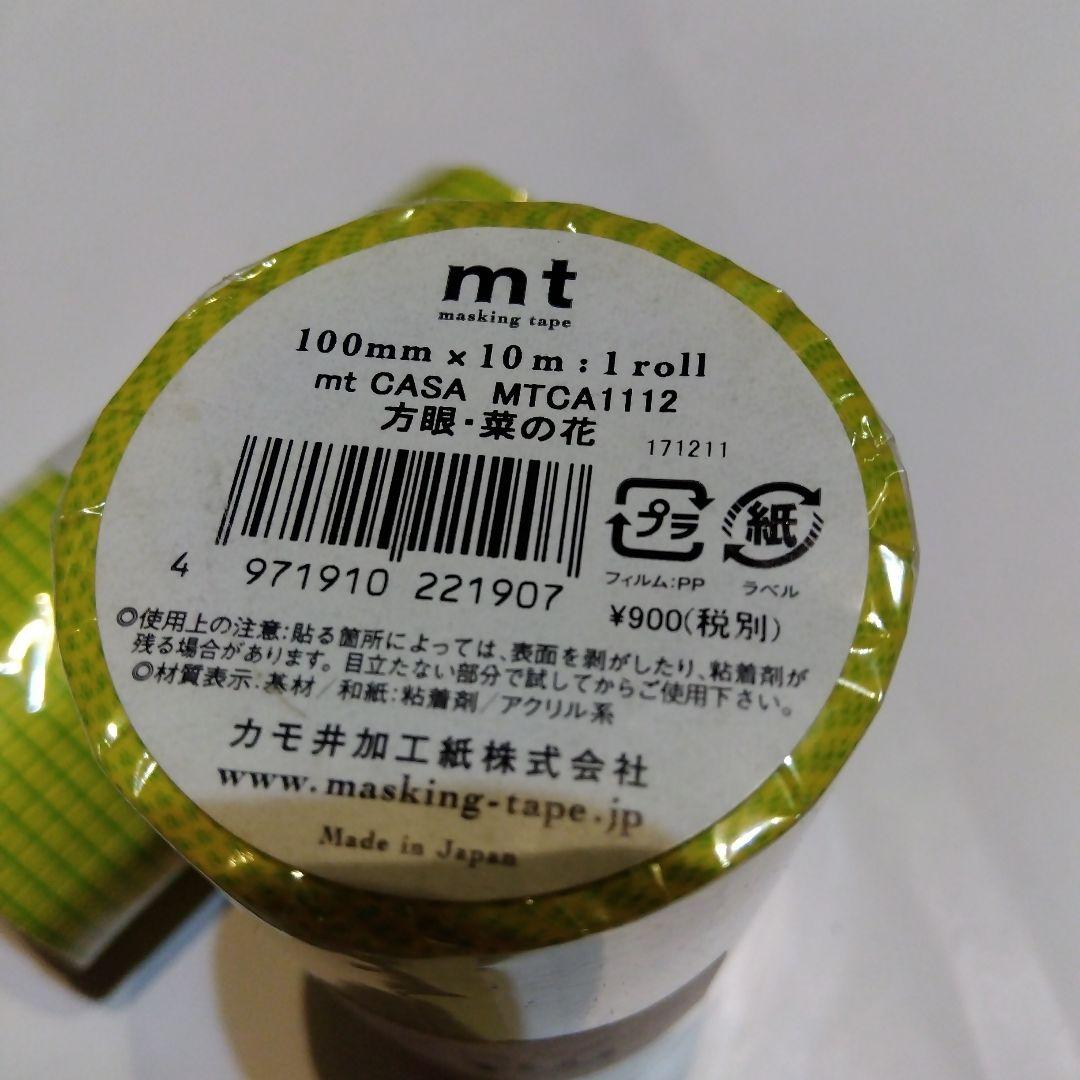 mt
masking tape
100mm × 10m : 1 roll
mt CASA MTCA1112
方眼・菜の花
171211
プラ
紙
フィルム:PP
ラベル
4 971910 221907
¥900(税別)
◎使用上の注意:貼る箇所によっては、表面を剥がしたり、粘着剤が
残る場合があります。目立たない部分で試してからご使用下さい。
◎材質表示:基材/和紙:粘着剤/アクリル系
カモ井加工紙株式会社
www.masking-tape.jp
Made in Japan